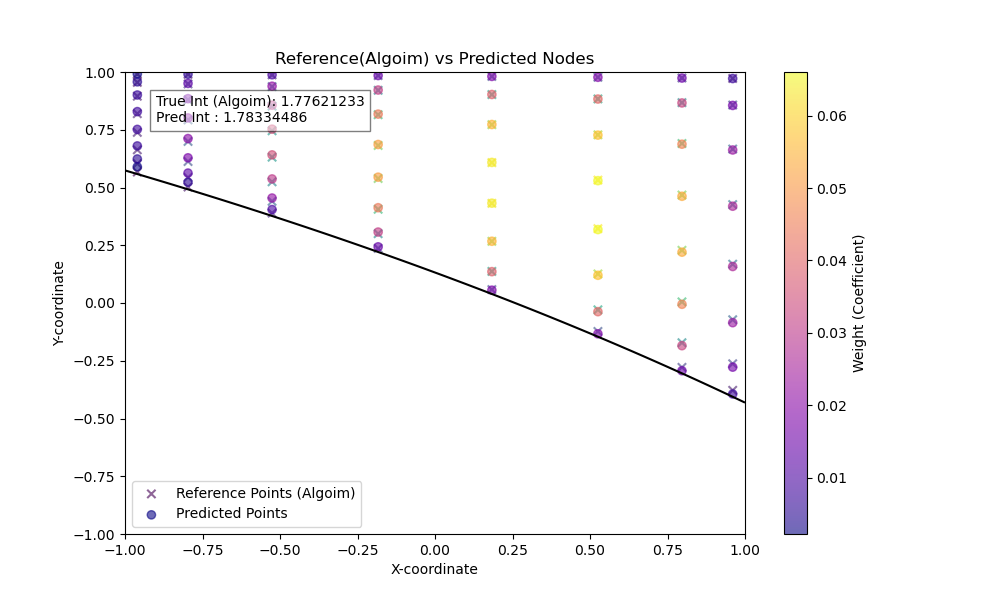 Reference(Algoim) vs Predicted Nodes
1.00
0.75
0.50
0.25
0.00
−0.25
−0.50
−0.75
−1.00
Y-coordinate
True Int (Algoim): 1.77621233
Pred Int : 1.78334486
Reference Points (Algoim)
Predicted Points
−1.00 −0.75 −0.50 −0.25 0.00 0.25 0.50 0.75 1.00
X-coordinate
0.06
0.05
0.04
0.03
0.02
0.01
Weight (Coefficient)